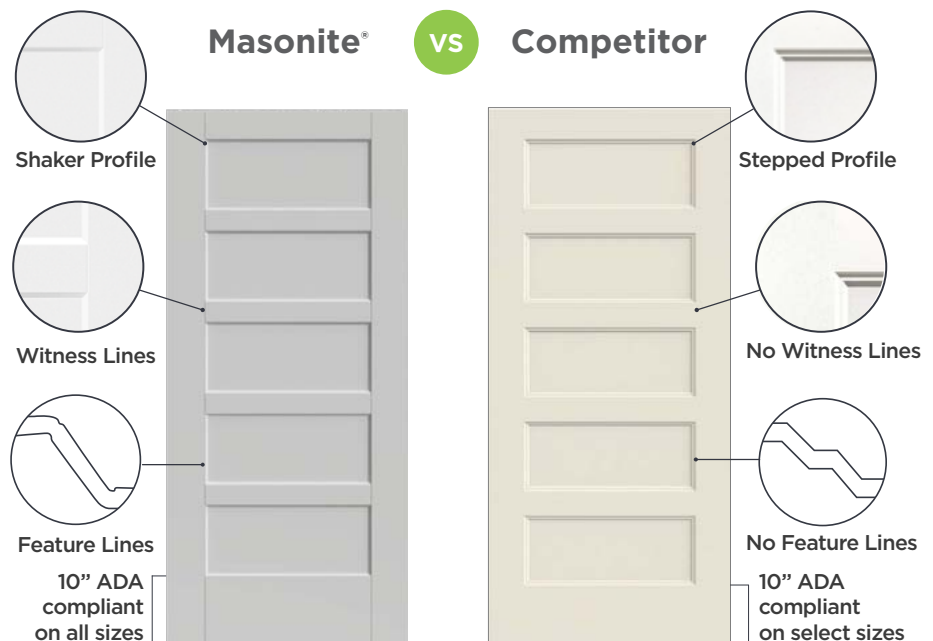 Masonite® VS Competitor
Shaker Profile
Stepped Profile
Witness Lines
No Witness Lines
Feature Lines
No Feature Lines
10” ADA
compliant
on all sizes
10” ADA
compliant
on select sizes